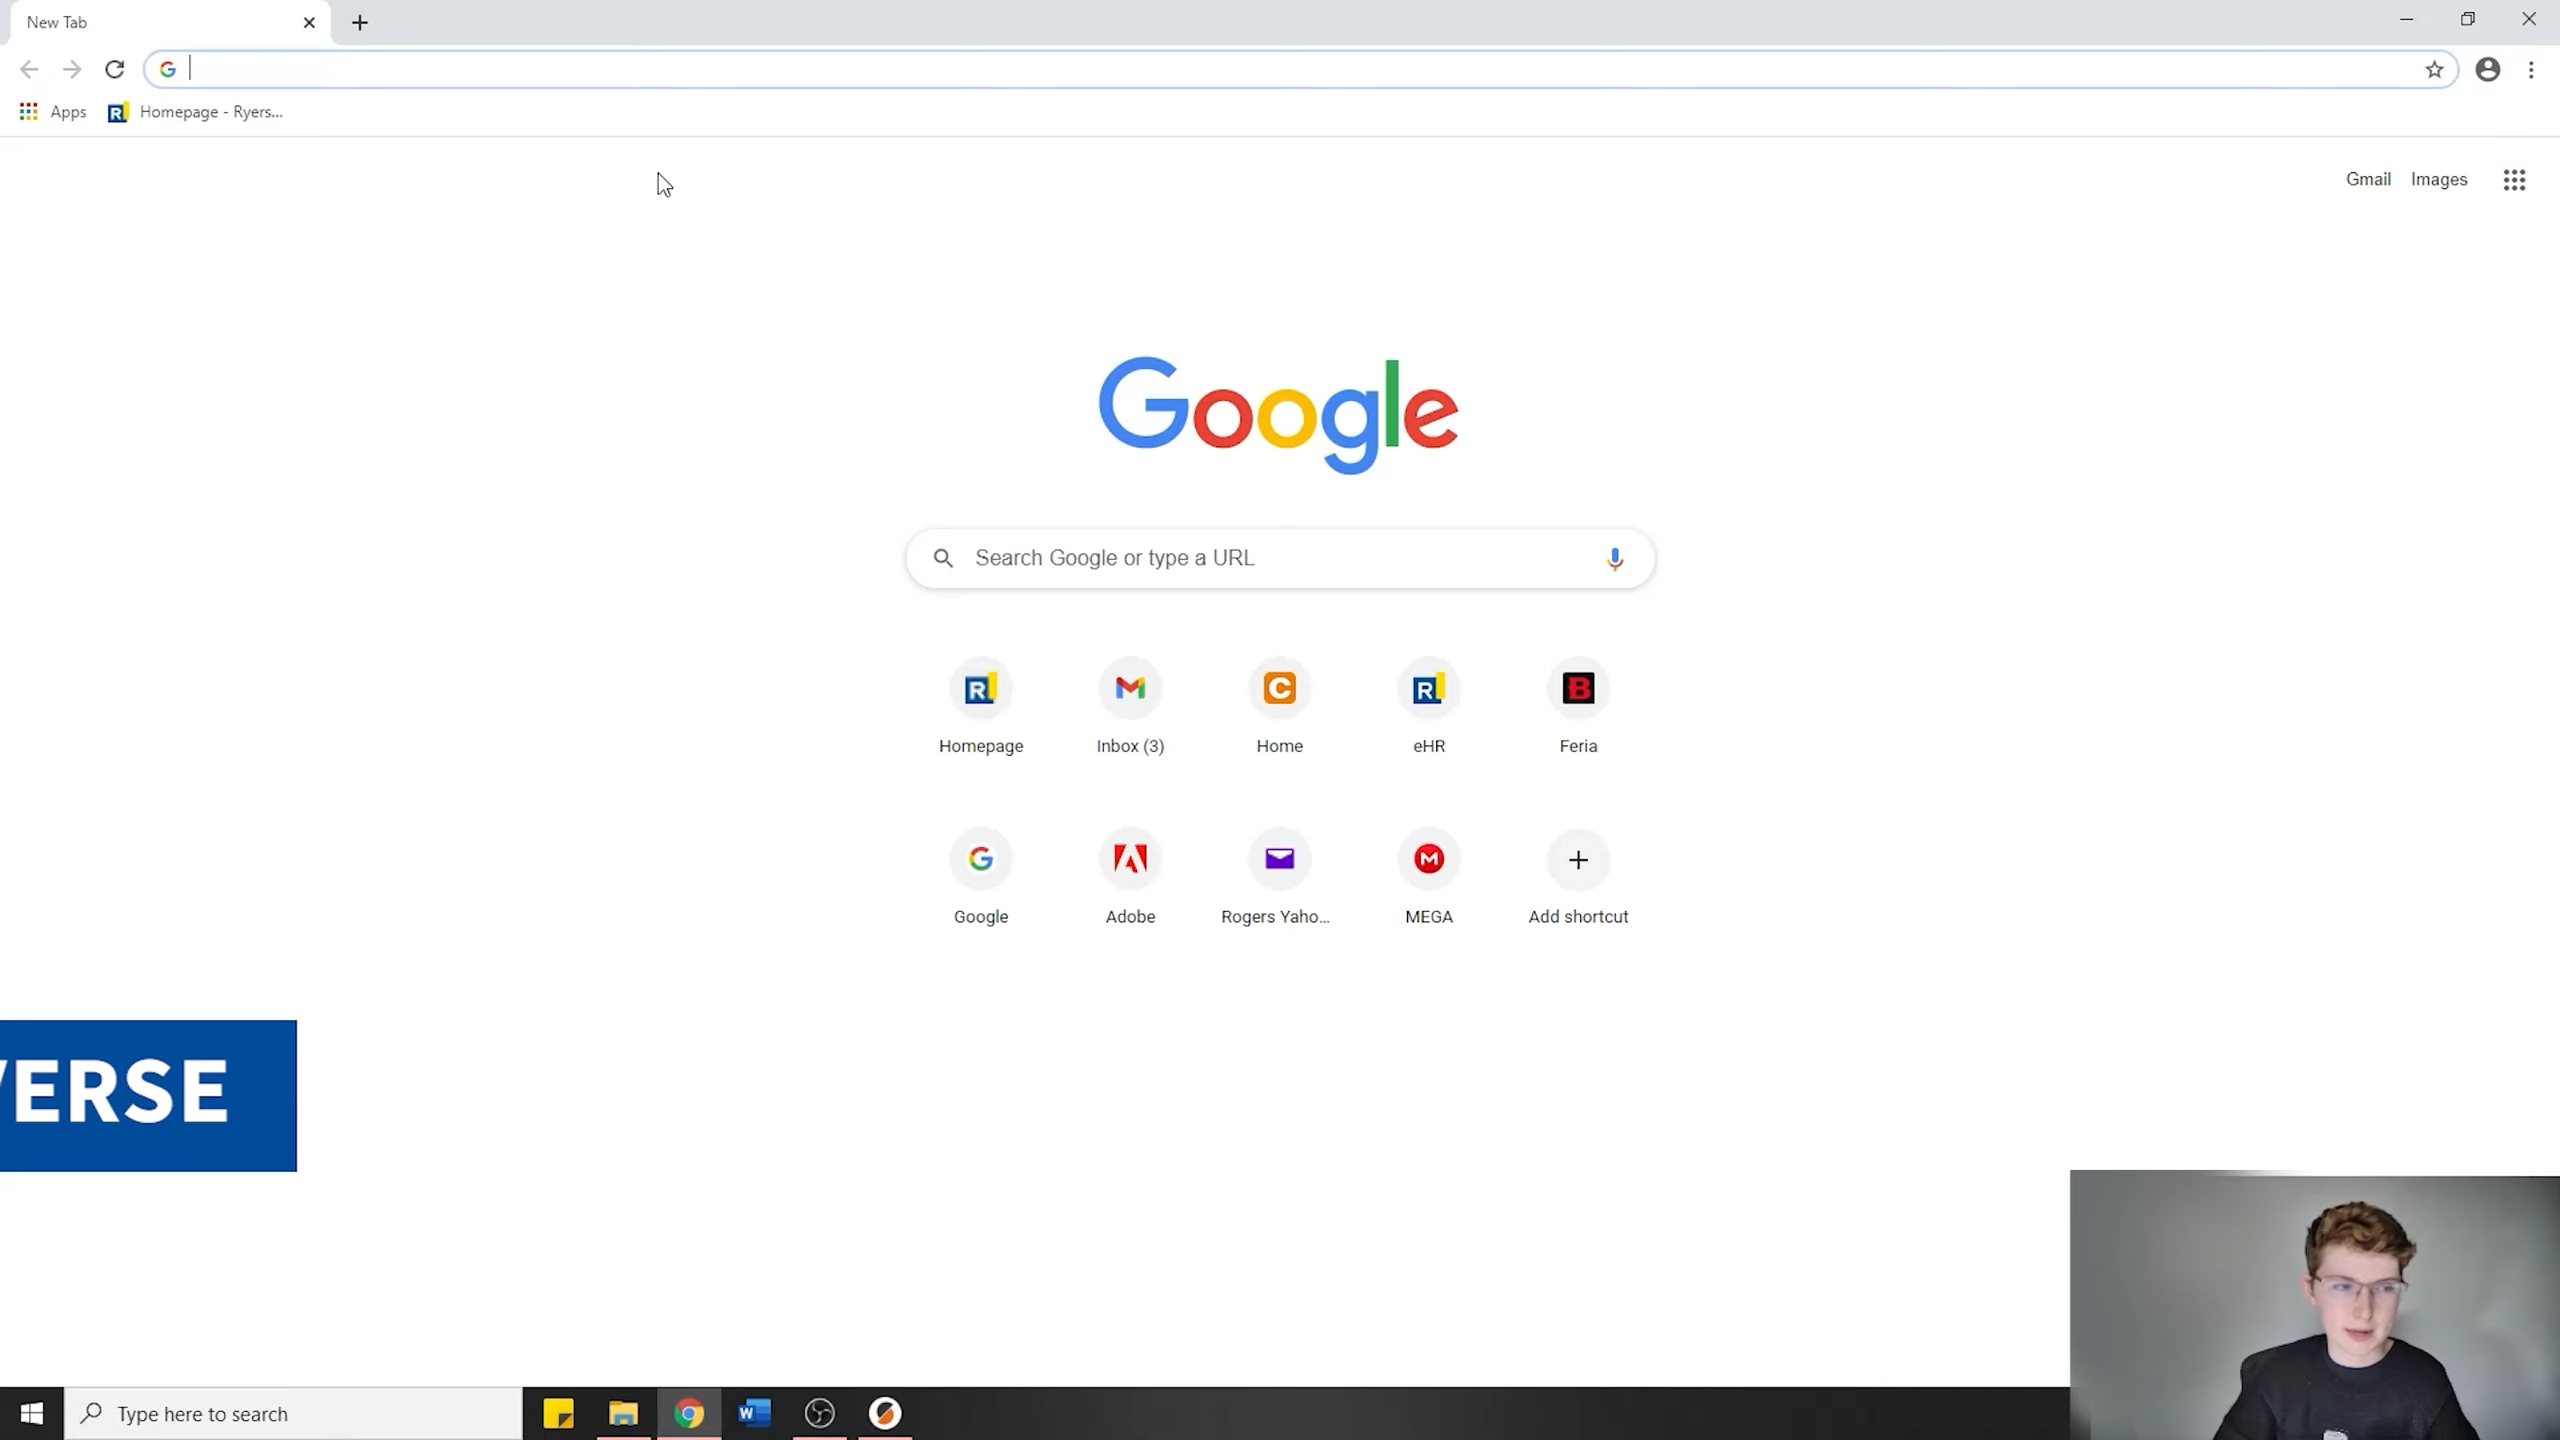 New Tab
Apps
Homepage - Ryers...
Gmail Images
Google
Search Google or type a URL
Homepage
Inbox (3)
Home
eHR
Feria
Google
Adobe
Rogers Yaho...
MEGA
Add shortcut
VERSE
Type here to search